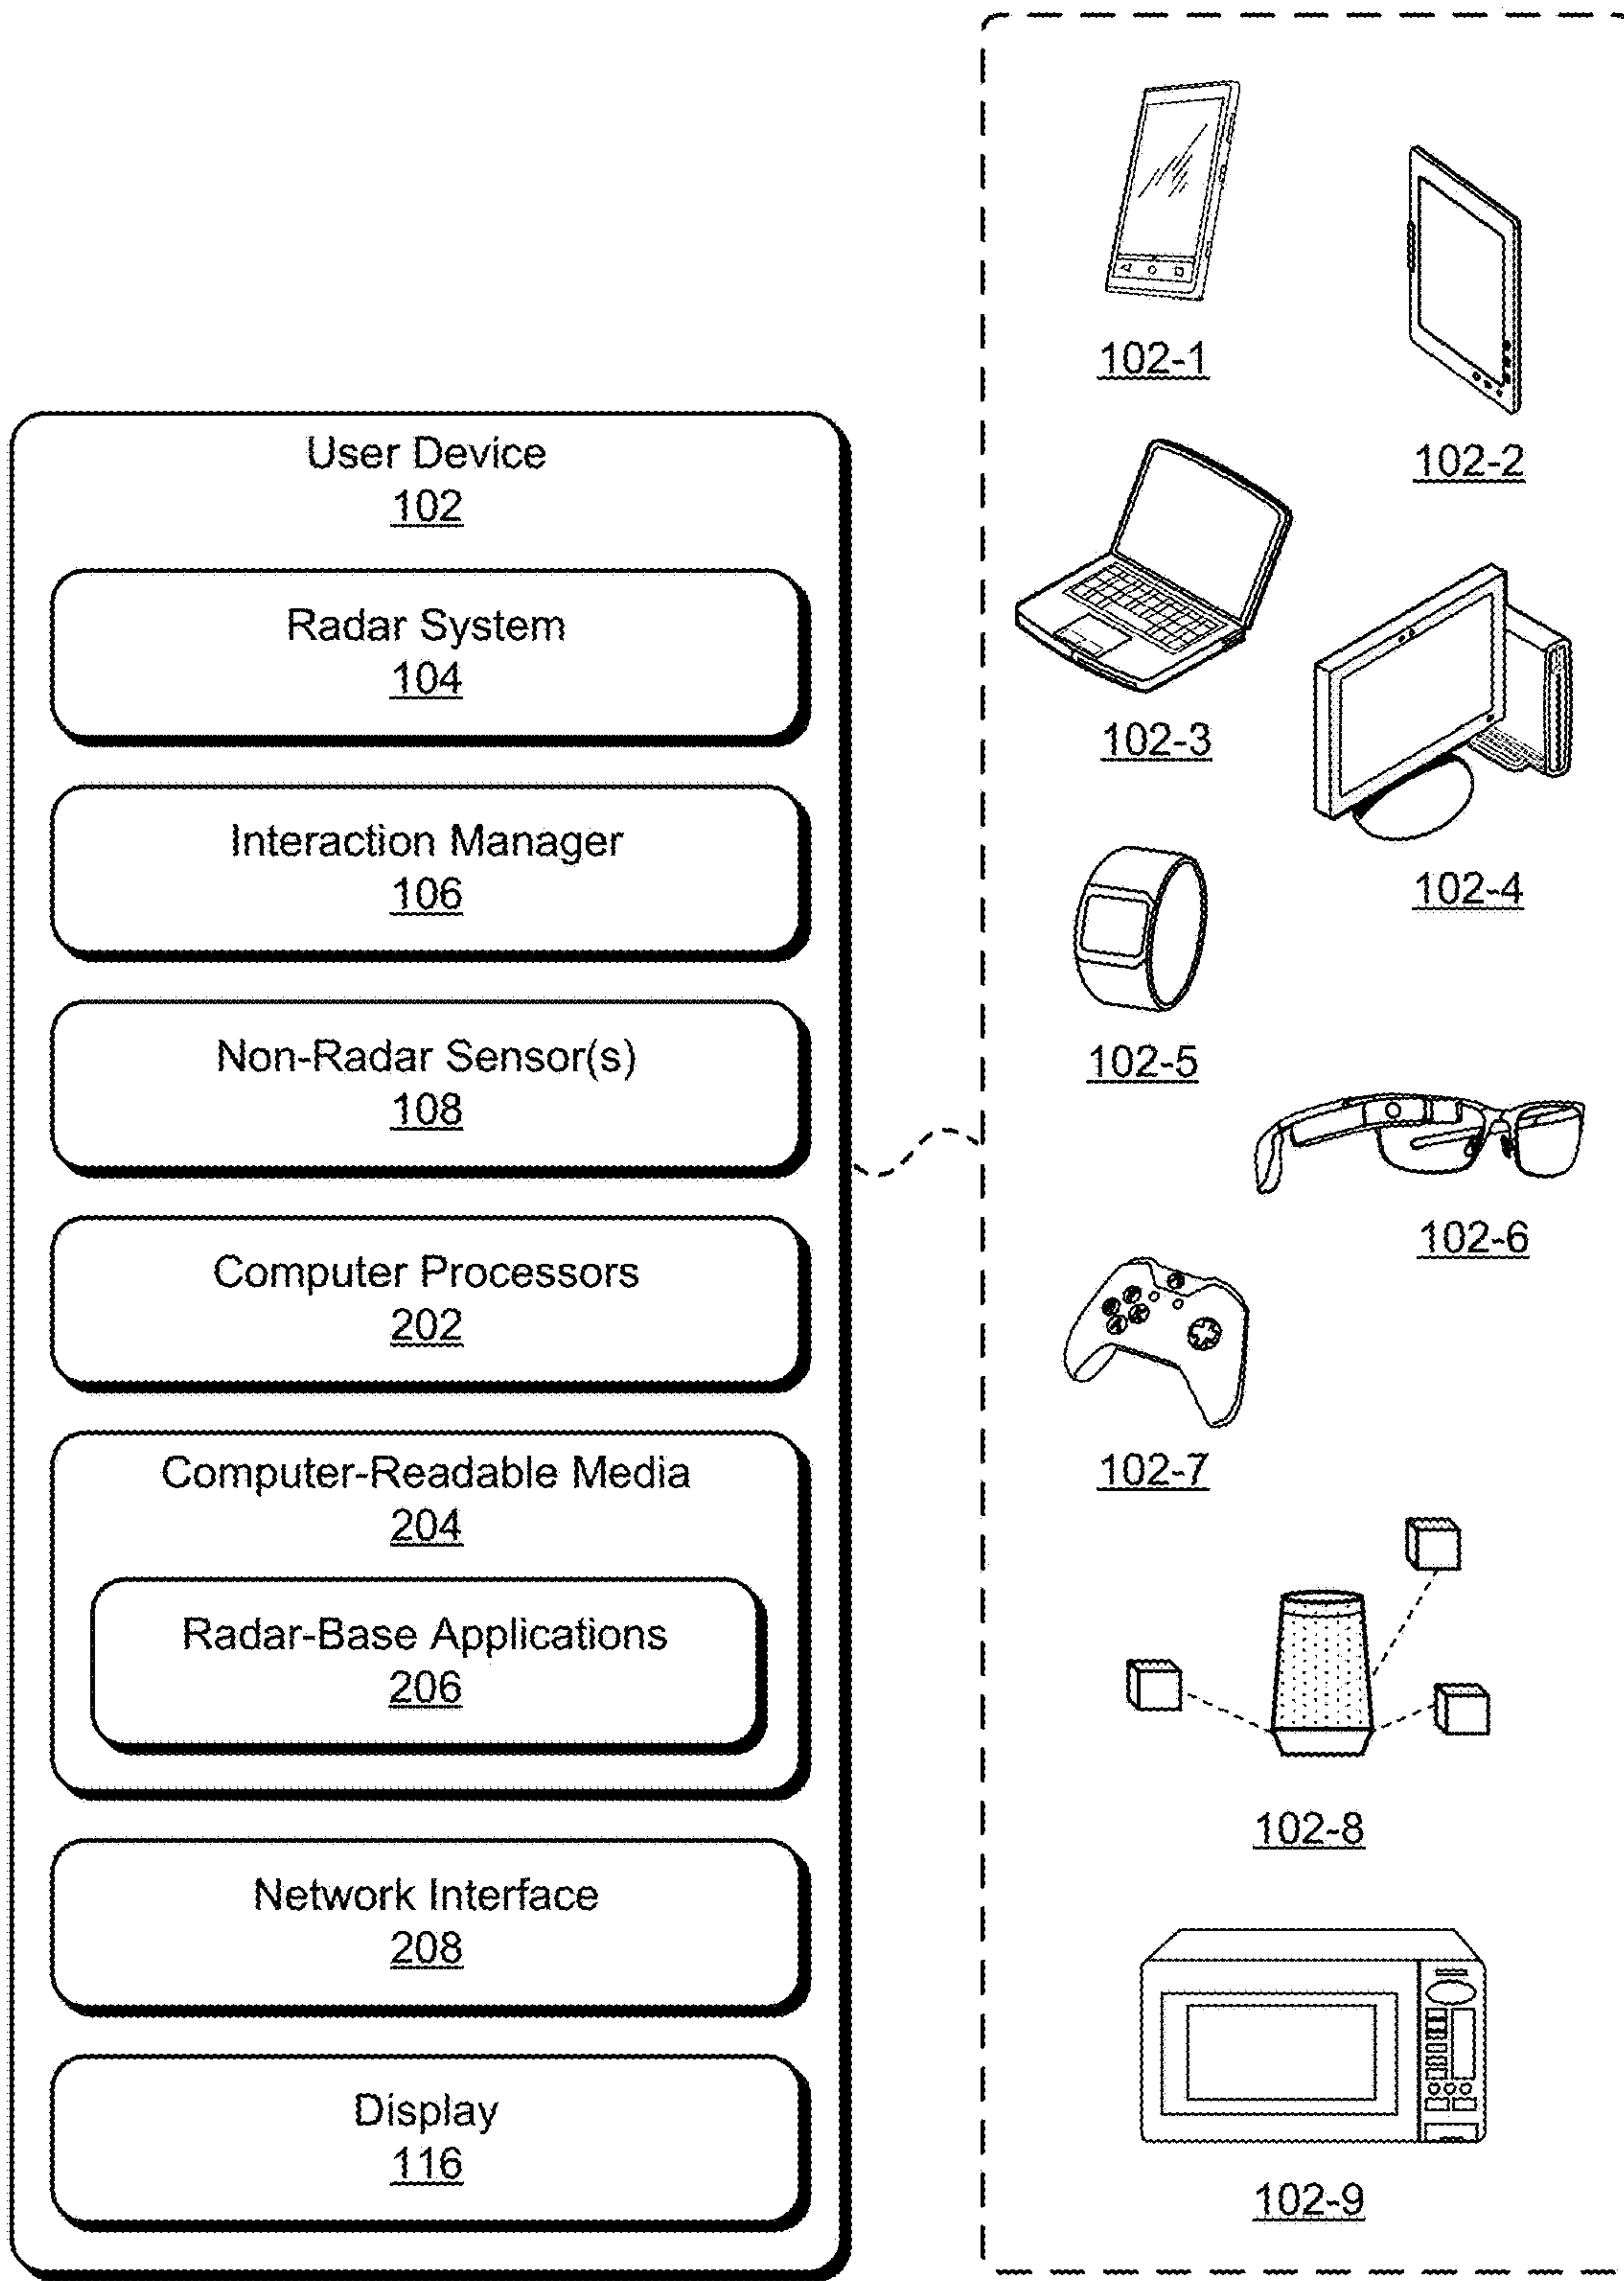 User Device
102
Radar System
104
Interaction Manager
106
Non-Radar Sensor(s)
108
Computer Processors
202
Computer-Readable Media
204
Radar-Base Applications
206
Network Interface
208
Display
116
102-1
102-2
102-3
102-4
102-5
102-6
102-7
102-8
102-9